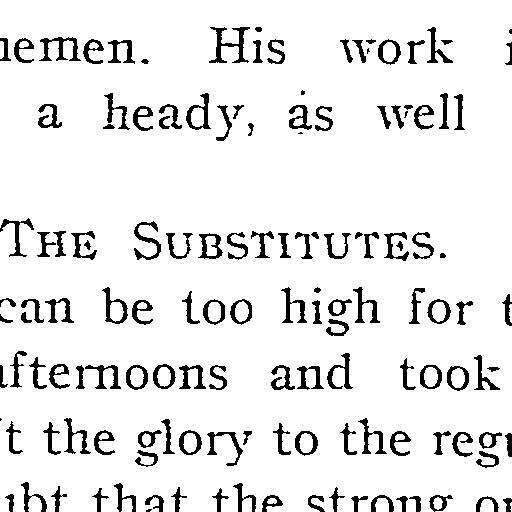 nemen. His work i
a heady, as well
THE SUBSTITUTES.
can be too high for t
afternoons and took
't the glory to the regu
ubt that the strong o